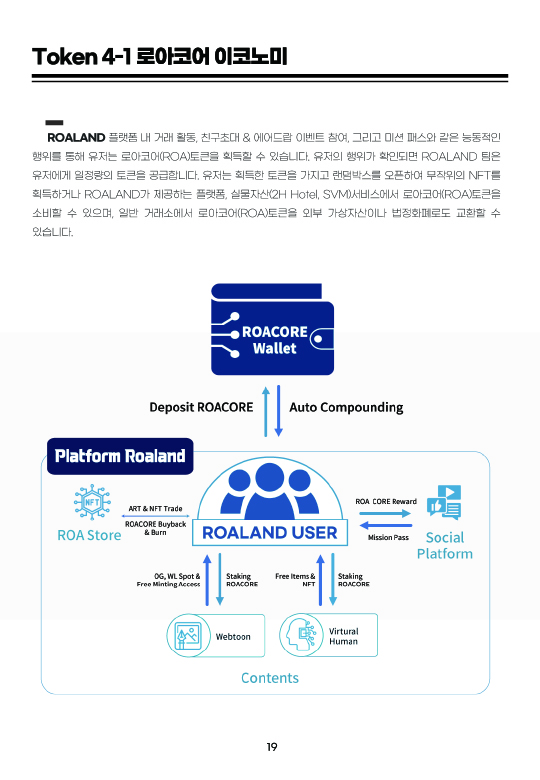 Token 4-1 로아코어 이코노미
ROALAND 플랫폼 내 거래 활동, 친구초대 & 에어드랍 이벤트 참여, 그리고 미션 패스와 같은 능동적인
행위를 통해 유저는 로아코어(ROA)토큰을 획득할 수 있습니다. 유저의 행위가 확인되면 ROALAND 팀은
유저에게 일정량의 토큰을 공급합니다. 유저는 획득한 토큰을 가지고 랜덤박스를 오픈하여 무작위의 NFT를
획득하거나 ROALAND가 제공하는 플랫폼, 실물자산(2H Hotel, SVM)서비스에서 로아코어(ROA)토큰을
소비할 수 있으며, 일반 거래소에서 로아코어(ROA)토큰을 외부 가상자산이나 법정화폐로도 교환할 수
있습니다.
ROACORE
Wallet
Deposit ROACORE
Auto Compounding
Platform Roaland
NFT
ROA Store
ART & NFT Trade
ROACORE Buyback
& Burn
ROALAND USER
ROA CORE Reward
Mission Pass
Social
Platform
OG, WL Spot &
Free Minting Access
Staking
ROACORE
Free Items &
NFT
Staking
ROACORE
Webtoon
Virtural
Human
Contents
19